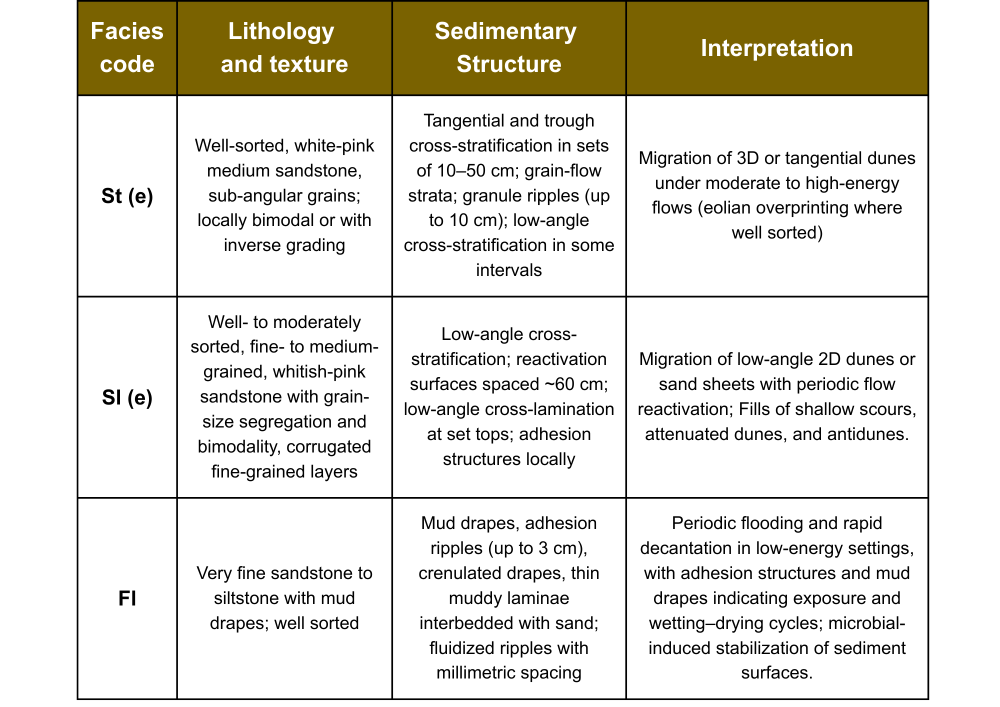 Facies
code
Lithology
and texture
Sedimentary
Structure
Interpretation
St (e)
Well-sorted, white-pink
medium sandstone,
sub-angular grains;
locally bimodal or with
inverse grading
Tangential and trough
cross-stratification in sets
of 10–50 cm; grain-flow
strata; granule ripples (up
to 10 cm); low-angle
cross-stratification in some
intervals
Migration of 3D or tangential dunes
under moderate to high-energy
flows (eolian overprinting where
well sorted)
Sl (e)
Well- to moderately
sorted, fine- to medium-
grained, whitish-pink
sandstone with grain-
size segregation and
bimodality, corrugated
fine-grained layers
Low-angle cross-
stratification; reactivation
surfaces spaced ~60 cm;
low-angle cross-lamination
at set tops; adhesion
structures locally
Migration of low-angle 2D dunes or
sand sheets with periodic flow
reactivation; Fills of shallow scours,
attenuated dunes, and antidunes.
Fl
Very fine sandstone to
siltstone with mud
drapes; well sorted
Mud drapes, adhesion
ripples (up to 3 cm),
crenulated drapes, thin
muddy laminae
interbedded with sand;
fluidized ripples with
millimetric spacing
Periodic flooding and rapid
decantation in low-energy settings,
with adhesion structures and mud
drapes indicating exposure and
wetting–drying cycles; microbial-
induced stabilization of sediment
surfaces.